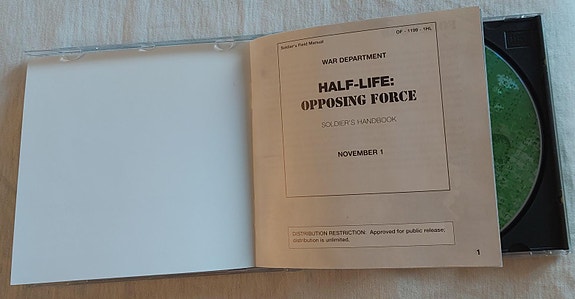 Soldier's Field Manual
OF - 1199 - 1HL
WAR DEPARTMENT
HALF-LIFE:
OPPOSING FORCE
SOLDIER'S HANDBOOK
NOVEMBER 1
DISTRIBUTION RESTRICTION: Approved for public release;
distribution is unlimited.
1